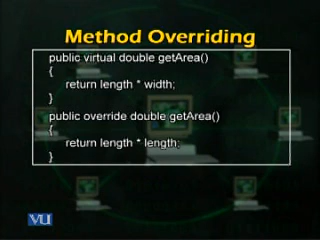 Method Overriding
public virtual double getArea()
{
return length * width;
}
public override double getArea()
{
return length * length;
}
VU